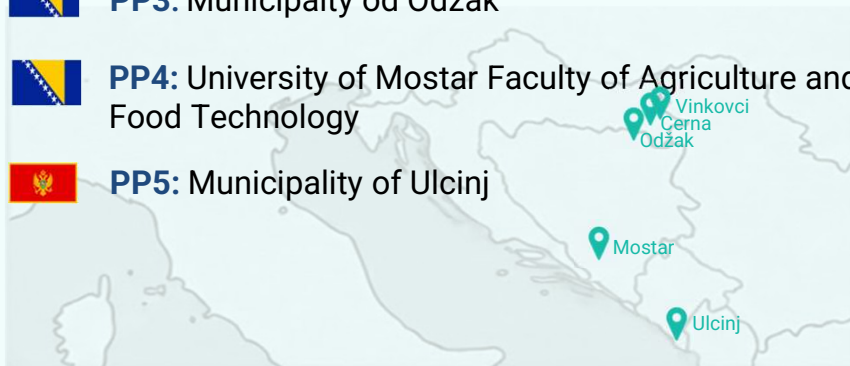 PP3: Municipalty od Odžak
PP4: University of Mostar Faculty of Agriculture and
Food Technology
PP5: Municipality of Ulcinj
Vinkovci
Cerna
Odžak
Mostar
Ulcinj